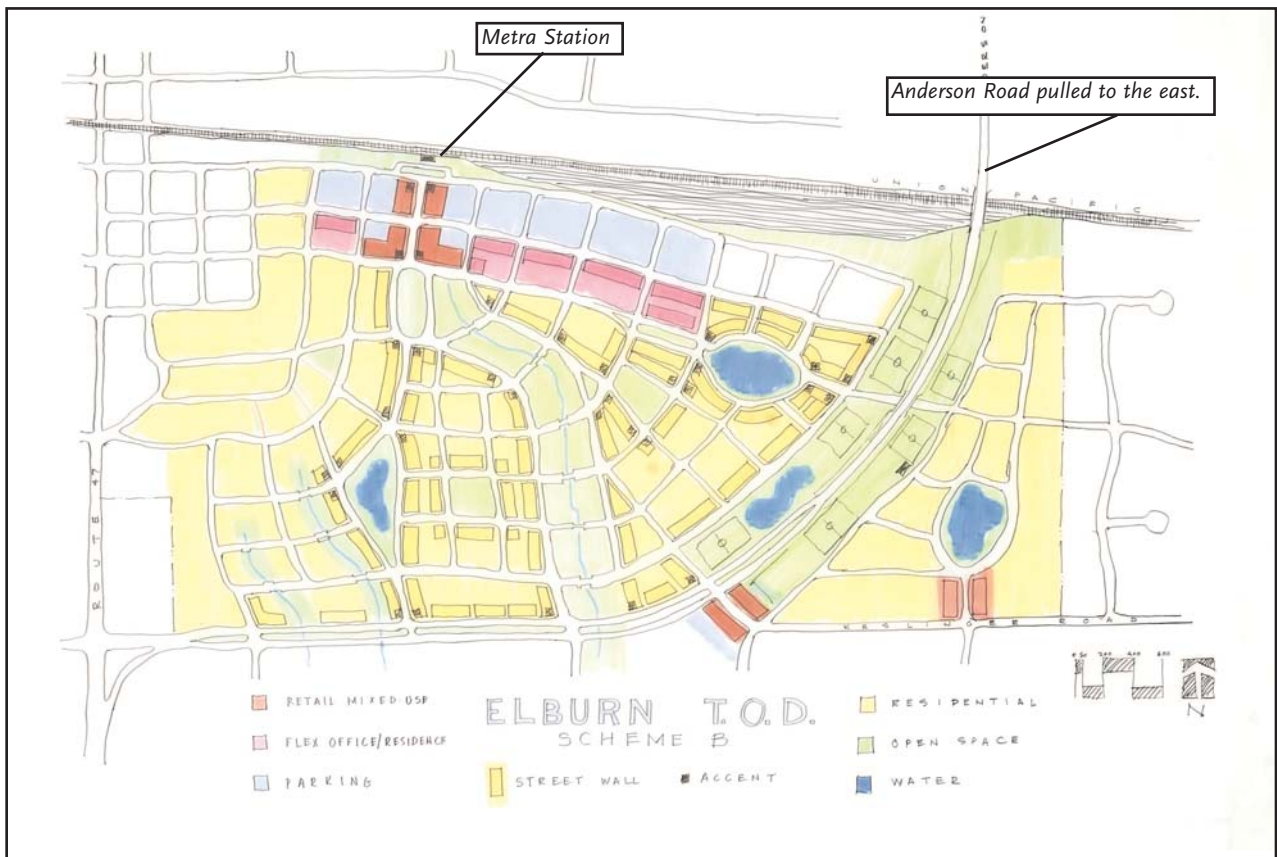 Metra Station
Anderson Road pulled to the east.
UNION PACIFIC
ROUTE 47
KESLINGER ROAD
N
RETAIL MIXED-USE
FLEX OFFICE/RESIDENCE
PARKING
ELBURN T.O.D.
SCHEME B
STREET WALL
ACCENT
RESIDENTIAL
OPEN SPACE
WATER